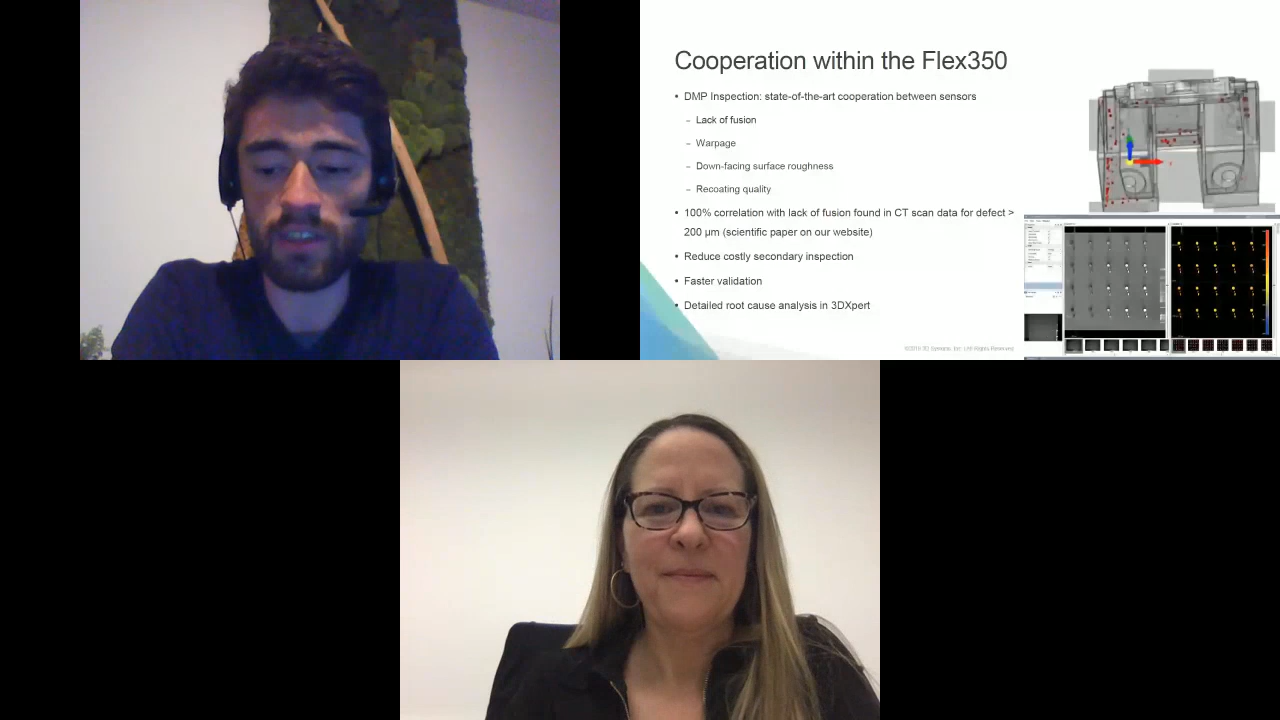 Cooperation within the Flex350
• DMP Inspection: state-of-the-art cooperation between sensors
– Lack of fusion
– Warpage
– Down-facing surface roughness
– Recoating quality
• 100% correlation with lack of fusion found in CT scan data for defect >
200 μm (scientific paper on our website)
• Reduce costly secondary inspection
• Faster validation
• Detailed root cause analysis in 3DXpert